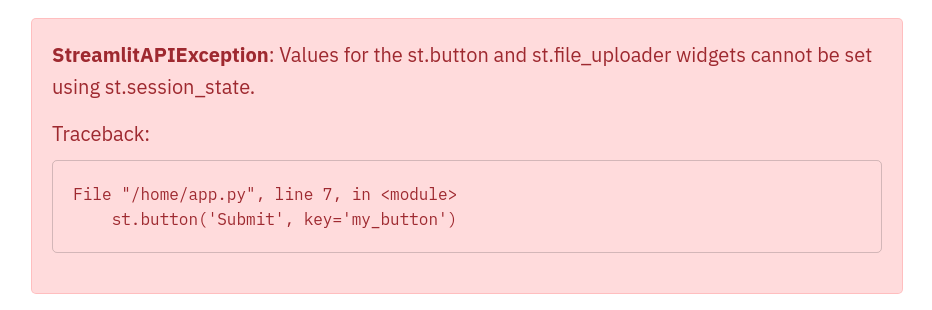 StreamlitAPIException: Values for the st.button and st.file_uploader widgets cannot be set
using st.session_state.
Traceback:
File "/home/app.py", line 7, in <module>
    st.button('Submit', key='my_button')